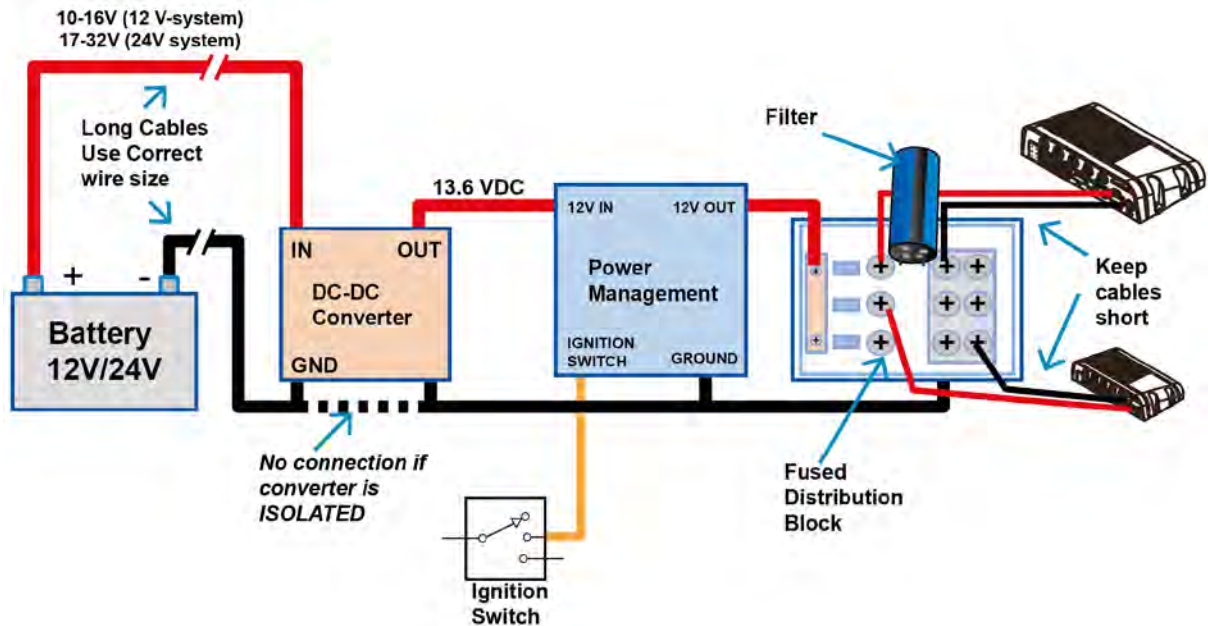 10-16V (12 V-system)
17-32V (24V system)
Long Cables
Use Correct
wire size
Filter
13.6 VDC
12V IN
12V OUT
IN
OUT
Power
Management
DC-DC
Converter
Keep
cables
short
+
-
Battery
12V/24V
IGNITION
SWITCH
GROUND
GND
No connection if
converter is
ISOLATED
Fused
Distribution
Block
Ignition
Switch